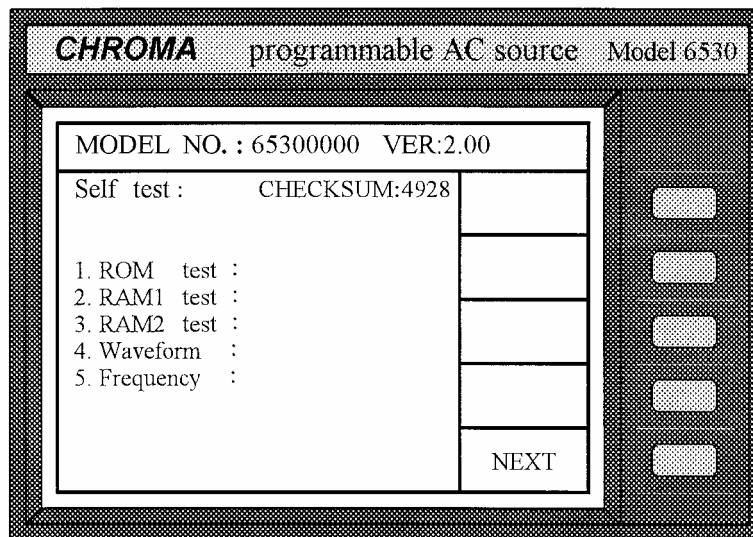 CHROMA programmable AC source Model 6530
MODEL NO. : 65300000 VER:2.00
Self test : CHECKSUM:4928
1. ROM test :
2. RAM1 test :
3. RAM2 test :
4. Waveform :
5. Frequency :
NEXT